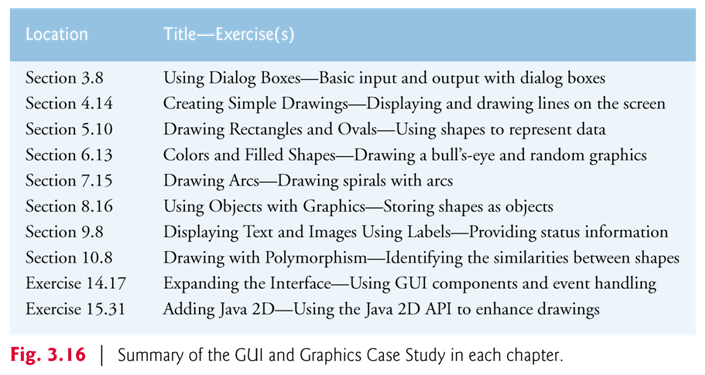 Location Title—Exercise(s)
Section 3.8 Using Dialog Boxes—Basic input and output with dialog boxes
Section 4.14 Creating Simple Drawings—Displaying and drawing lines on the screen
Section 5.10 Drawing Rectangles and Ovals—Using shapes to represent data
Section 6.13 Colors and Filled Shapes—Drawing a bull’s-eye and random graphics
Section 7.15 Drawing Arcs—Drawing spirals with arcs
Section 8.16 Using Objects with Graphics—Storing shapes as objects
Section 9.8 Displaying Text and Images Using Labels—Providing status information
Section 10.8 Drawing with Polymorphism—Identifying the similarities between shapes
Exercise 14.17 Expanding the Interface—Using GUI components and event handling
Exercise 15.31 Adding Java 2D—Using the Java 2D API to enhance drawings
Fig. 3.16 | Summary of the GUI and Graphics Case Study in each chapter.